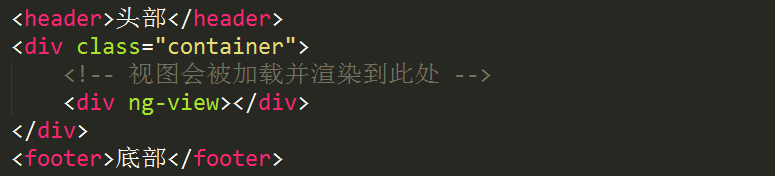 <header>头部</header>
<div class="container">
<!-- 视图会被加载并渲染到此处 -->
<div ng-view></div>
</div>
<footer>底部</footer>